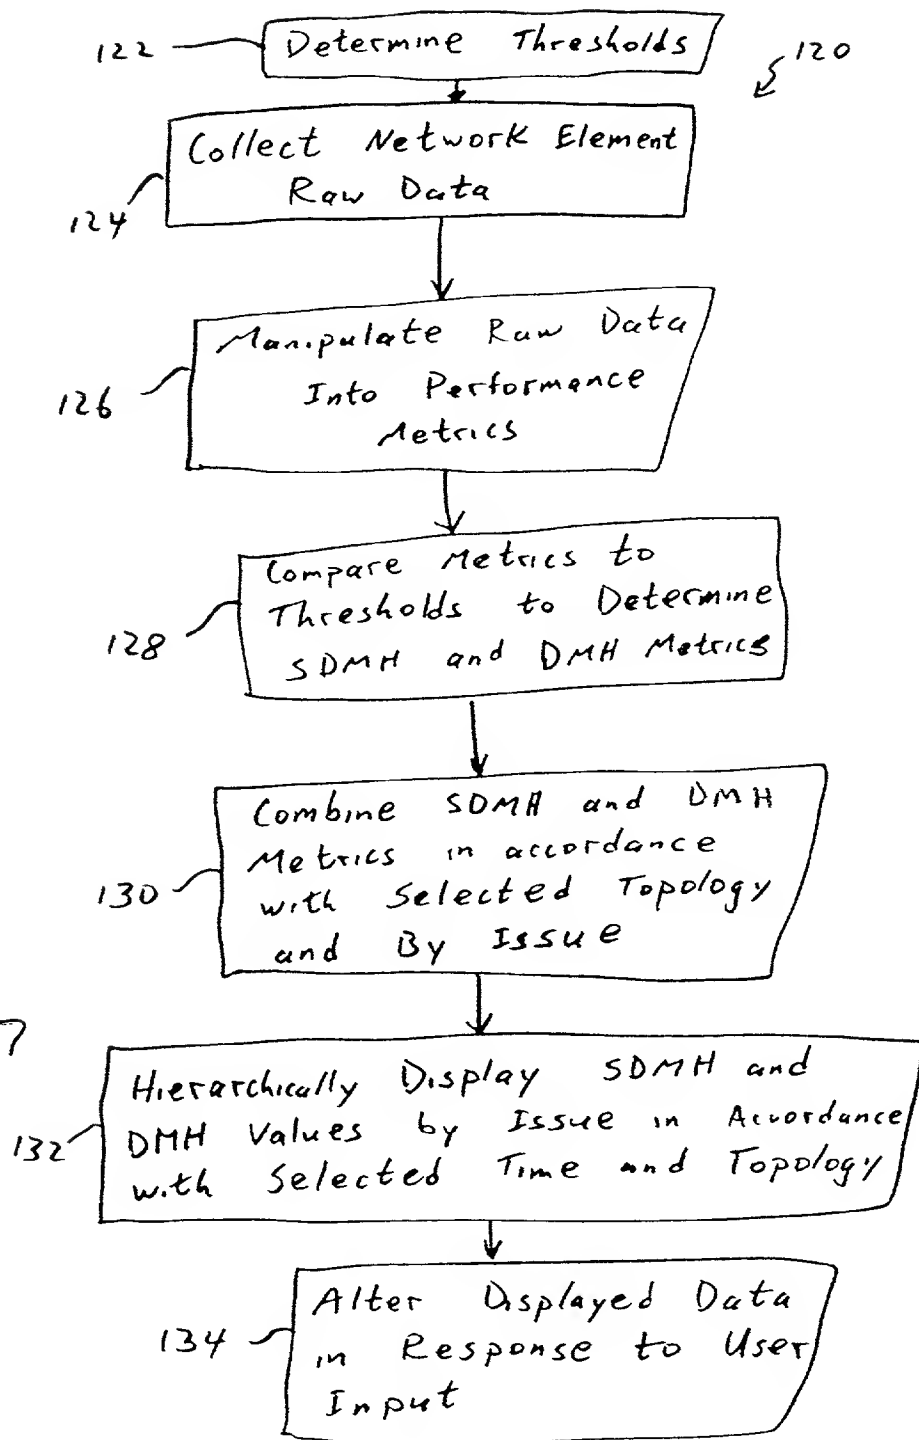 122 Determine Thresholds
120
Collect Network Element
Raw Data
124
Manipulate Raw Data
Into Performance
Metrics
126
Compare Metrics to
Thresholds to Determine
SDMH and DMH Metrics
128
Combine SDMH and DMH
Metrics in accordance
with Selected Topology
and By Issue
130
7
Hierarchically Display SDMH and
DMH Values by Issue in Accordance
with Selected Time and Topology
132
Alter Displayed Data
in Response to User
Input
134